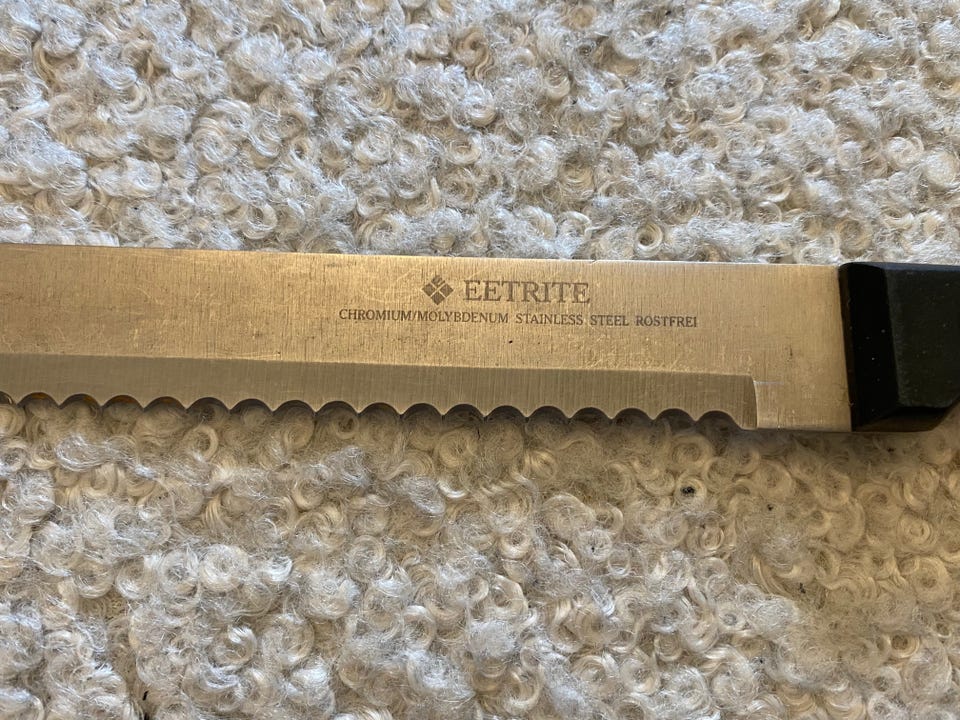 EETRITE
CHROMIUM/MOLYBDENUM STAINLESS STEEL ROSTFREI